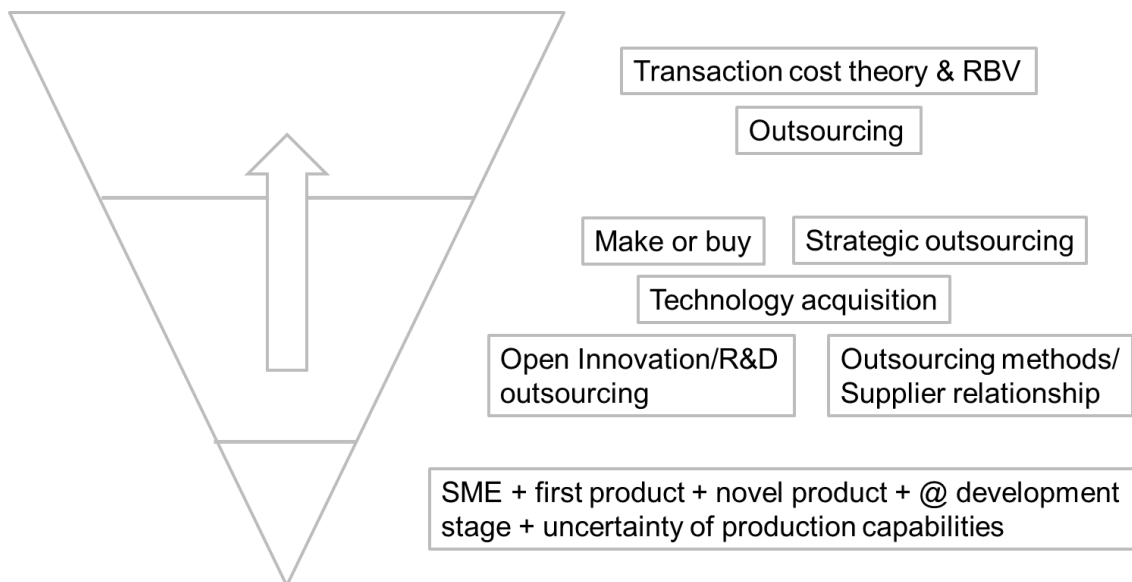 Transaction cost theory & RBV
Outsourcing
Make or buy
Strategic outsourcing
Technology acquisition
Open Innovation/R&D
outsourcing
Outsourcing methods/
Supplier relationship
SME + first product + novel product + @ development
stage + uncertainty of production capabilities